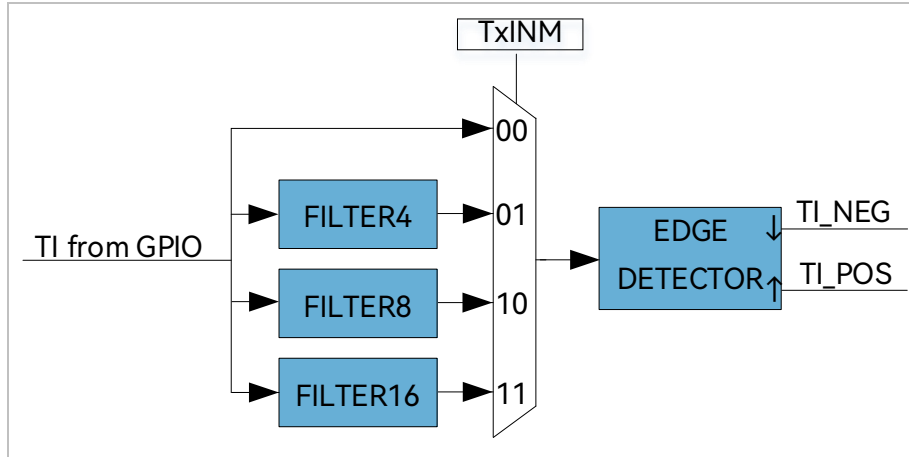 TxINM
00
FILTER4
01
TI from GPIO
EDGE ↓
DETECTOR ↑
TI_NEG
TI_POS
FILTER8
10
FILTER16
11